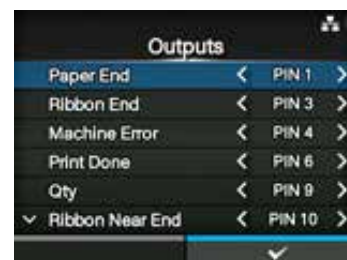 Outputs
Paper End < PIN 1 >
Ribbon End < PIN 3 >
Machine Error < PIN 4 >
Print Done < PIN 6 >
Qty < PIN 9 >
Ribbon Near End < PIN 10 >